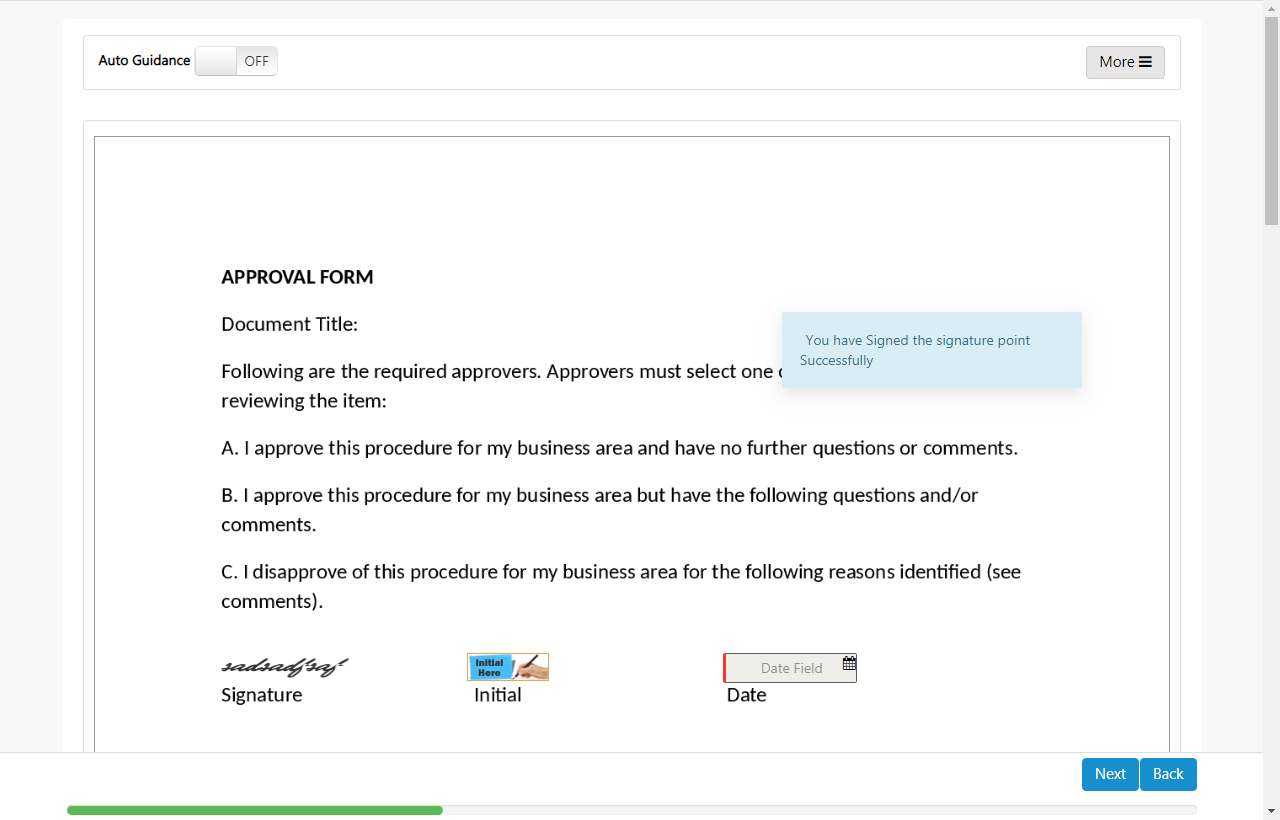 Auto Guidance OFF More
APPROVAL FORM
Document Title:
You have Signed the signature point
Successfully
Following are the required approvers. Approvers must select one
reviewing the item:
A. I approve this procedure for my business area and have no further questions or comments.
B. I approve this procedure for my business area but have the following questions and/or
comments.
C. I disapprove of this procedure for my business area for the following reasons identified (see
comments).
Initial
Here
Date Field
Signature Initial Date
Next Back